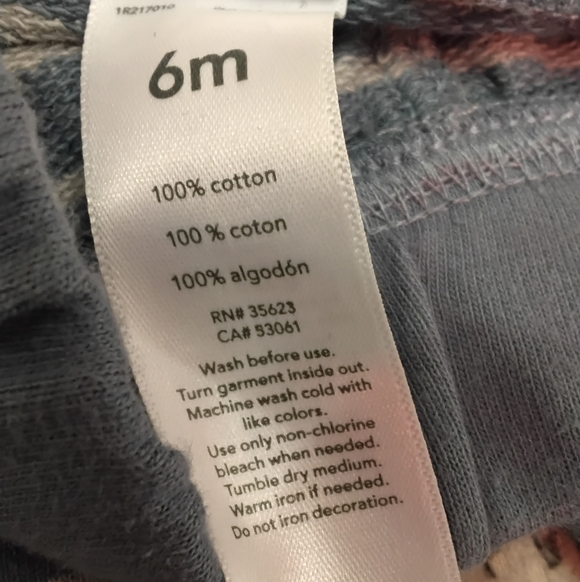 1R217010
6m
100% cotton
100 % coton
100% algodón
RN# 35623
CA# 53061
Wash before use.
Turn garment inside out.
Machine wash cold with
like colors.
Use only non-chlorine
bleach when needed.
Tumble dry medium.
Warm iron if needed.
Do not iron decoration.